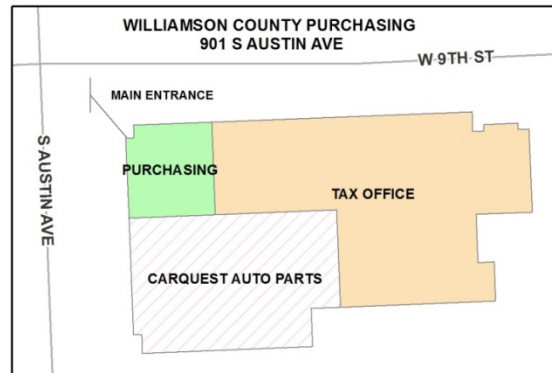 WILLIAMSON COUNTY PURCHASING
901 S AUSTIN AVE
W 9TH ST
MAIN ENTRANCE
S AUSTIN AVE
PURCHASING
TAX OFFICE
CARQUEST AUTO PARTS